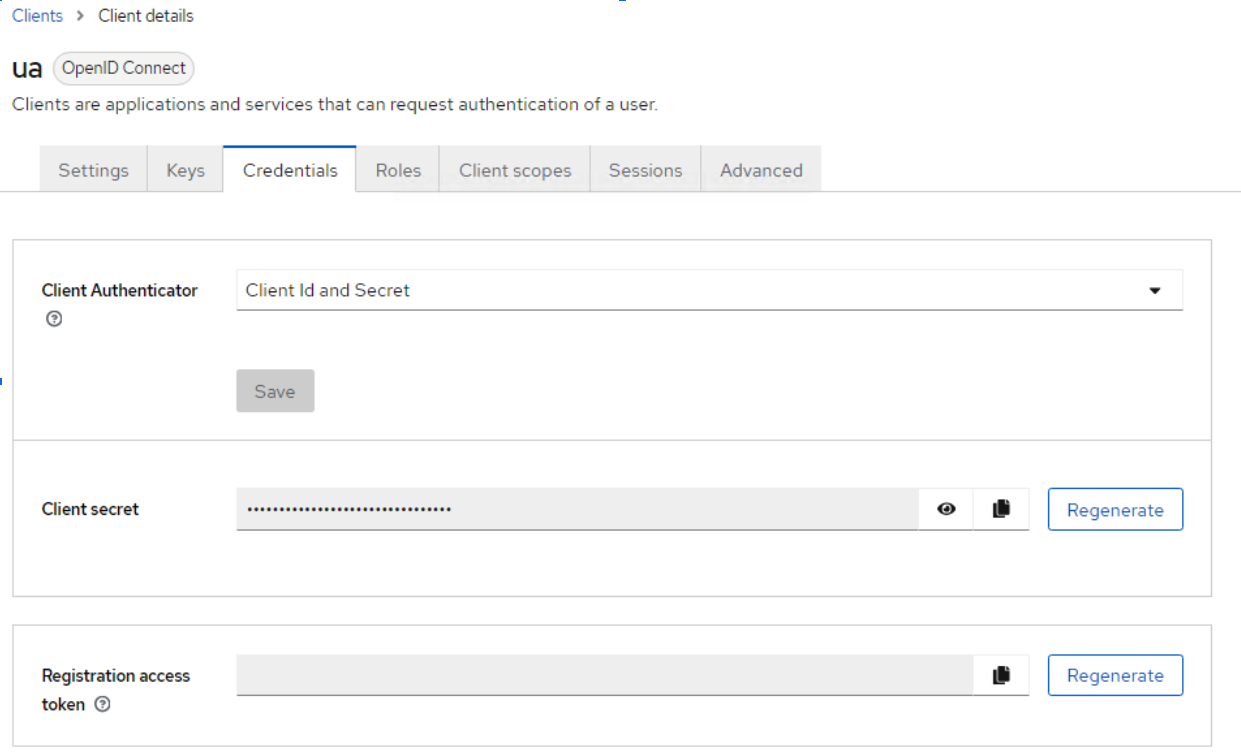 Clients > Client details
ua OpenID Connect
Clients are applications and services that can request authentication of a user.
Settings Keys Credentials Roles Client scopes Sessions Advanced
Client Authenticator
Client Id and Secret
Save
Client secret
••••••••••••••••••••••••••••••••
Regenerate
Registration access
token
Regenerate